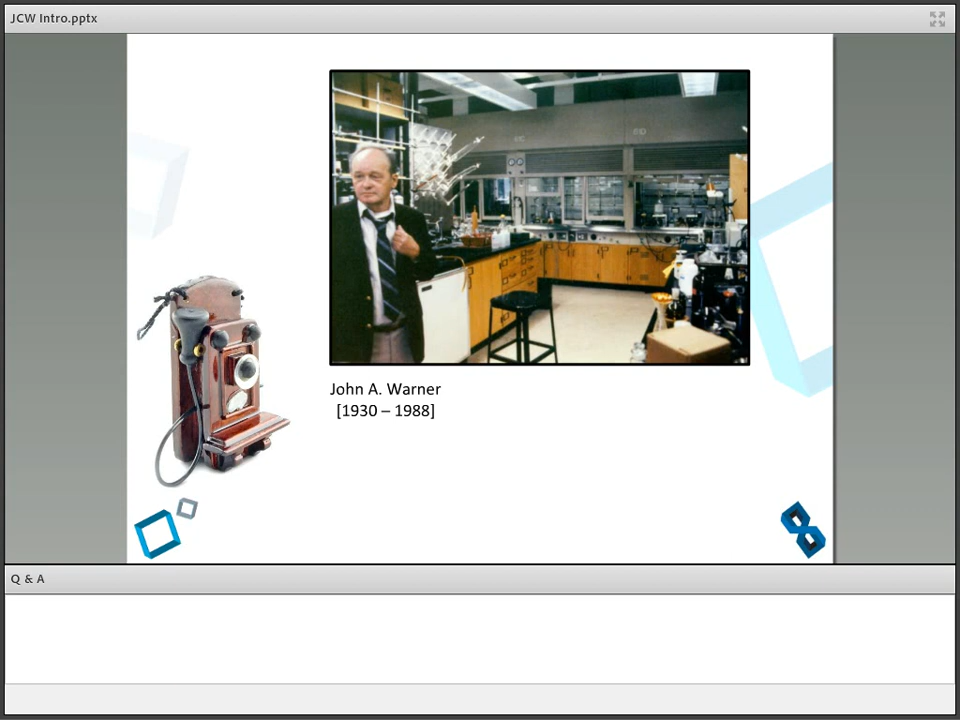 JCW Intro.pptx
John A. Warner
[1930 – 1988]
Q & A